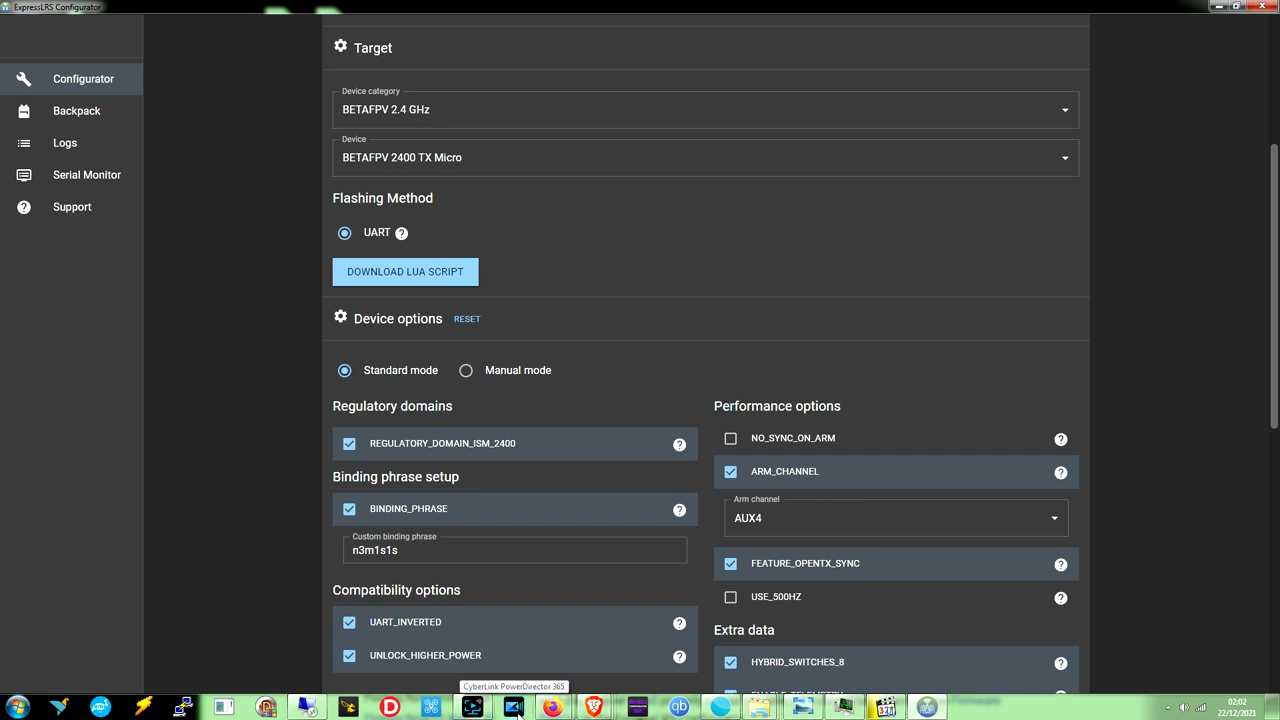 ExpressLRS Configurator
Configurator
Backpack
Logs
Serial Monitor
Support
Target
Device category
BETAFPV 2.4 GHz
Device
BETAFPV 2400 TX Micro
Flashing Method
UART
DOWNLOAD LUA SCRIPT
Device options RESET
Standard mode Manual mode
Regulatory domains
REGULATORY_DOMAIN_ISM_2400
Binding phrase setup
BINDING_PHRASE
Custom binding phrase
n3m1s1s
Compatibility options
UART_INVERTED
UNLOCK_HIGHER_POWER
Performance options
NO_SYNC_ON_ARM
ARM_CHANNEL
Arm channel
AUX4
FEATURE_OPENTX_SYNC
USE_500HZ
Extra data
HYBRID_SWITCHES_8
CyberLink PowerDirector 365
02:02
22/12/2021